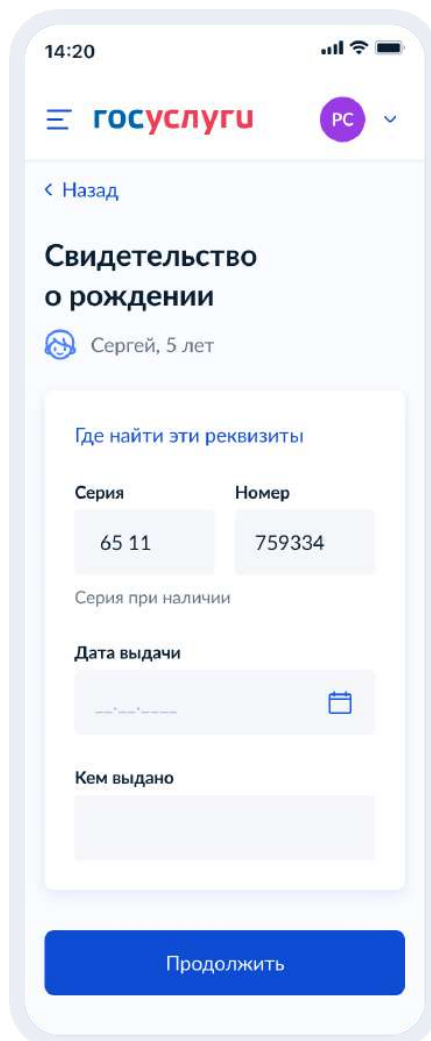 14:20
госуслуги
РС
Назад
Свидетельство
о рождении
Сергей, 5 лет
Где найти эти реквизиты
Серия Номер
65 11 759334
Серия при наличии
Дата выдачи
__.__.____
Кем выдано
Продолжить